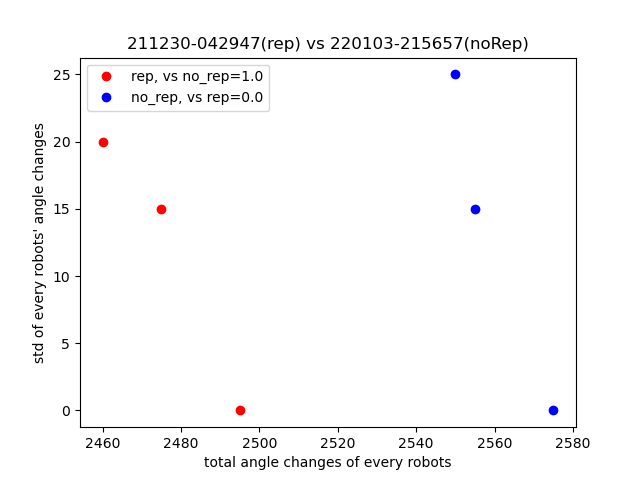 211230-042947(rep) vs 220103-215657(noRep)
rep, vs no_rep=1.0
no_rep, vs rep=0.0
25
20
15
10
5
0
std of every robots' angle changes
2460 2480 2500 2520 2540 2560 2580
total angle changes of every robots